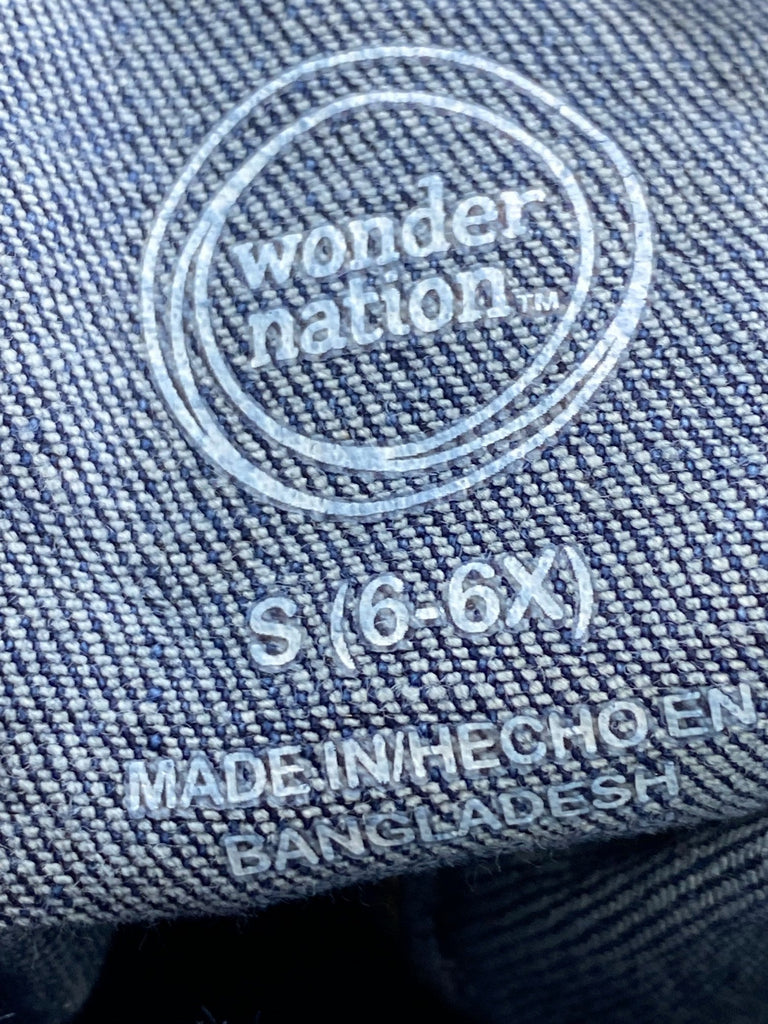 wonder
nation™
S (6-6X)
MADE IN/HECHO EN
BANGLADESH